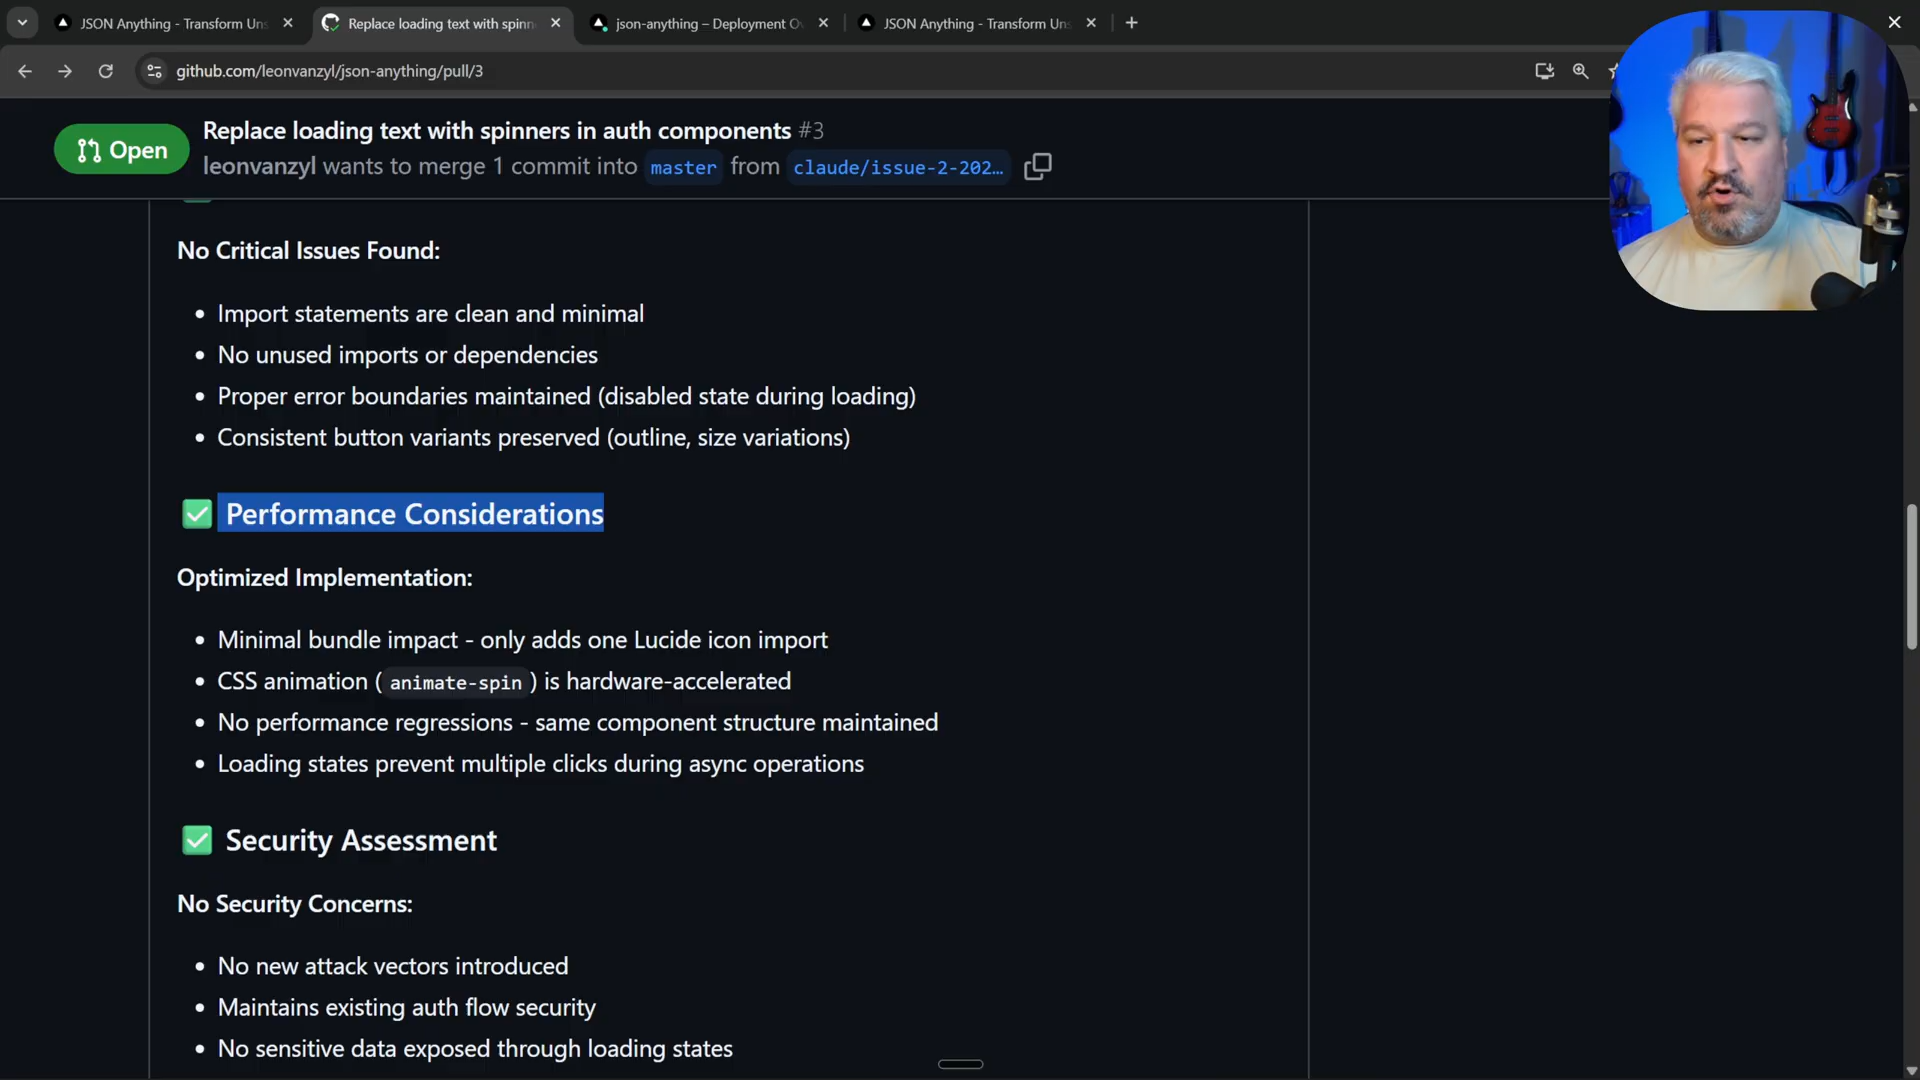 JSON Anything - Transform Uns
Replace loading text with spinn
json-anything – Deployment Ov
JSON Anything - Transform Uns
github.com/leonvanzyl/json-anything/pull/3
Open
Replace loading text with spinners in auth components #3
leonvanzyl wants to merge 1 commit into master from claude/issue-2-202…
No Critical Issues Found:
• Import statements are clean and minimal
• No unused imports or dependencies
• Proper error boundaries maintained (disabled state during loading)
• Consistent button variants preserved (outline, size variations)
✅ Performance Considerations
Optimized Implementation:
• Minimal bundle impact - only adds one Lucide icon import
• CSS animation ( animate-spin ) is hardware-accelerated
• No performance regressions - same component structure maintained
• Loading states prevent multiple clicks during async operations
✅ Security Assessment
No Security Concerns:
• No new attack vectors introduced
• Maintains existing auth flow security
• No sensitive data exposed through loading states